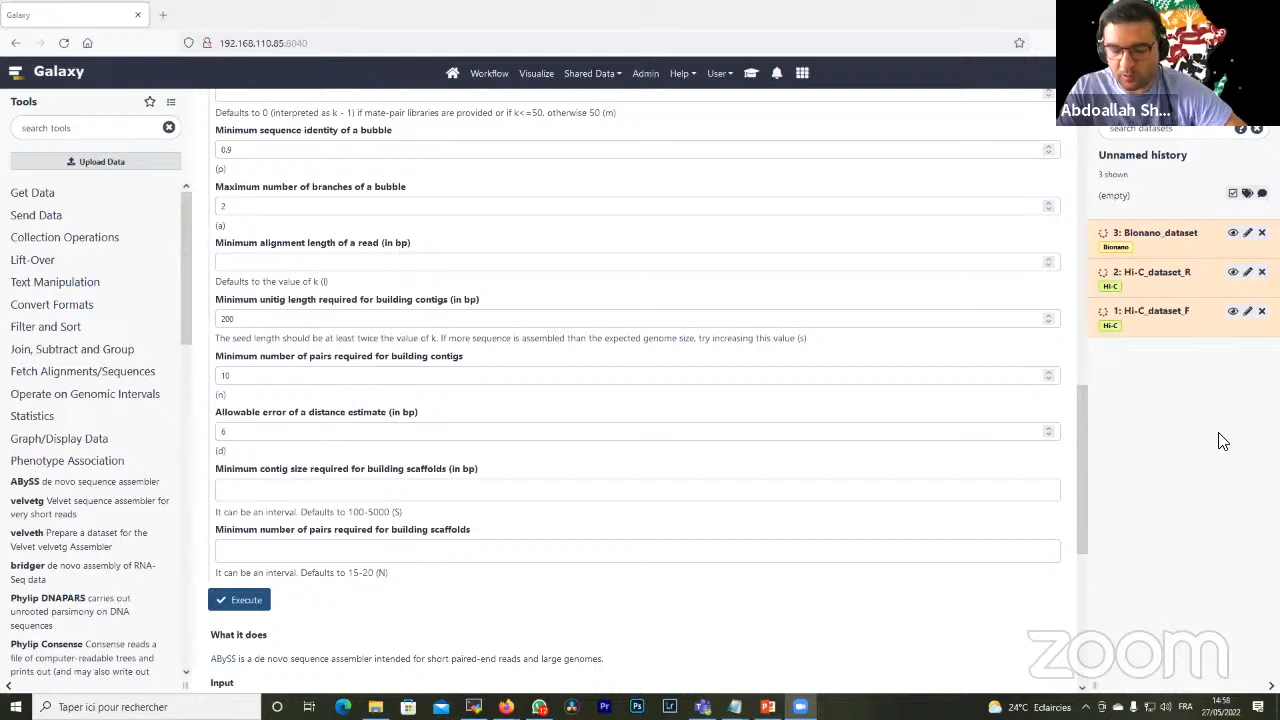 Galaxy
192.168.110.85:8040
Galaxy
Workflow
Visualize
Shared Data
Admin
Help
User
Abdoallah Sh...
Tools
search tools
Upload Data
Get Data
Send Data
Collection Operations
Lift-Over
Text Manipulation
Convert Formats
Filter and Sort
Join, Subtract and Group
Fetch Alignments/Sequences
Operate on Genomic Intervals
Statistics
Graph/Display Data
Phenotype Association
ABySS de novo sequence assembler
velvetg Velvet sequence assembler for
very short reads
velveth Prepare a dataset for the
Velvet velvetg Assembler
bridger de novo assembly of RNA-
Seq data
Phylip DNAPARS carries out
unrooted parsimony on DNA
sequences
Phylip Consense Consense reads a
file of computer-readable trees and
prints out (and may also write out
Defaults to 0 (interpreted as k - 1) if mate-pair libraries are provided or if k<=50, otherwise 50 (m)
Minimum sequence identity of a bubble
0.9
(p)
Maximum number of branches of a bubble
2
(a)
Minimum alignment length of a read (in bp)
Defaults to the value of k (l)
Minimum unitig length required for building contigs (in bp)
200
The seed length should be at least twice the value of k. If more sequence is assembled than the expected genome size, try increasing this value (s)
Minimum number of pairs required for building contigs
10
(n)
Allowable error of a distance estimate (in bp)
6
(d)
Minimum contig size required for building scaffolds (in bp)
It can be an interval. Defaults to 100-5000 (S)
Minimum number of pairs required for building scaffolds
It can be an interval. Defaults to 15-20 (N)
Execute
What it does
ABySS is a de novo sequence assembler intended for short paired-end reads and large genomes.
Input
search datasets
Unnamed history
3 shown
(empty)
3: Bionano_dataset
Bionano
2: Hi-C_dataset_R
Hi-C
1: Hi-C_dataset_F
Hi-C
zoom
Taper ici pour rechercher
24°C Eclaircies
FRA
14:58
27/05/2022